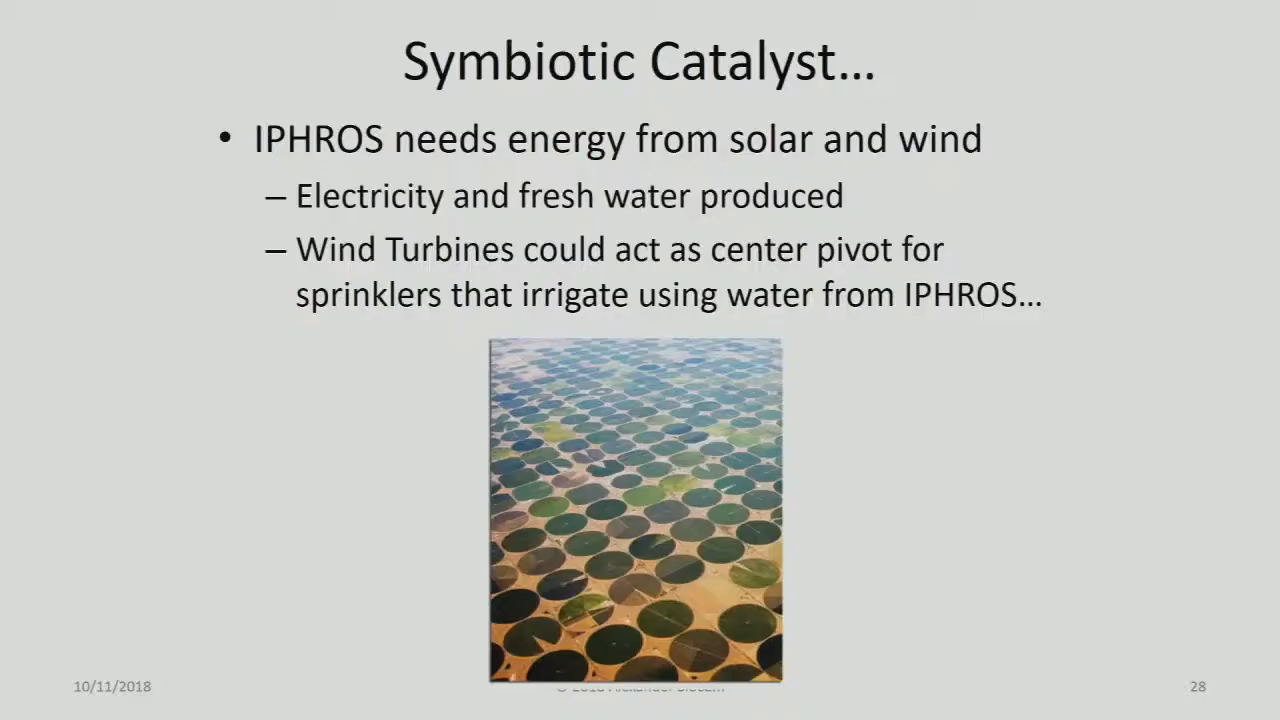 Symbiotic Catalyst…
• IPHROS needs energy from solar and wind
– Electricity and fresh water produced
– Wind Turbines could act as center pivot for
sprinklers that irrigate using water from IPHROS…
10/11/2018
28